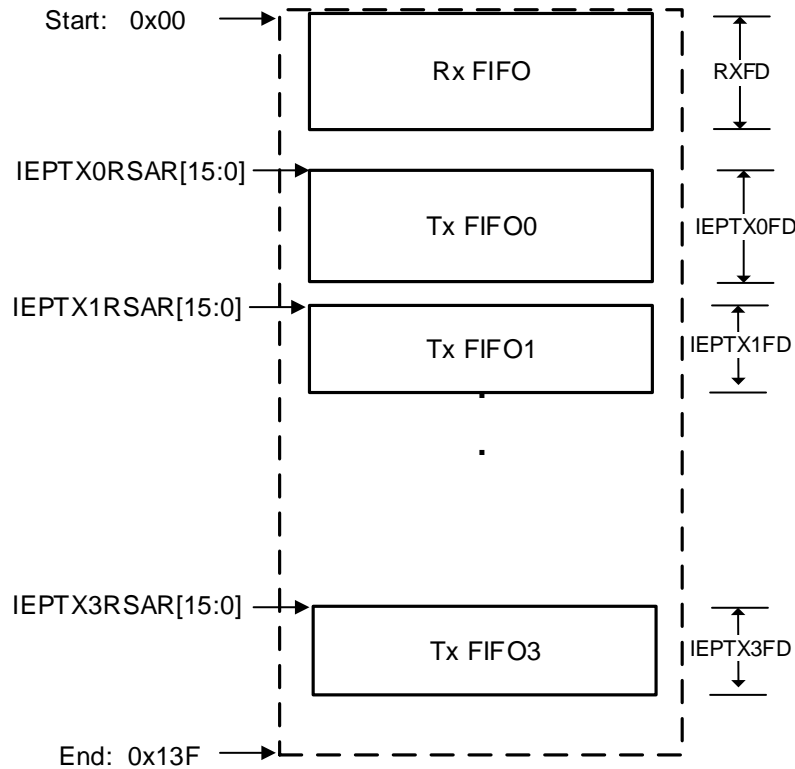 Start: 0x00
Rx FIFO
RXFD
IEPTX0RSAR[15:0]
Tx FIFO0
IEPTX0FD
IEPTX1RSAR[15:0]
Tx FIFO1
IEPTX1FD
IEPTX3RSAR[15:0]
Tx FIFO3
IEPTX3FD
End: 0x13F